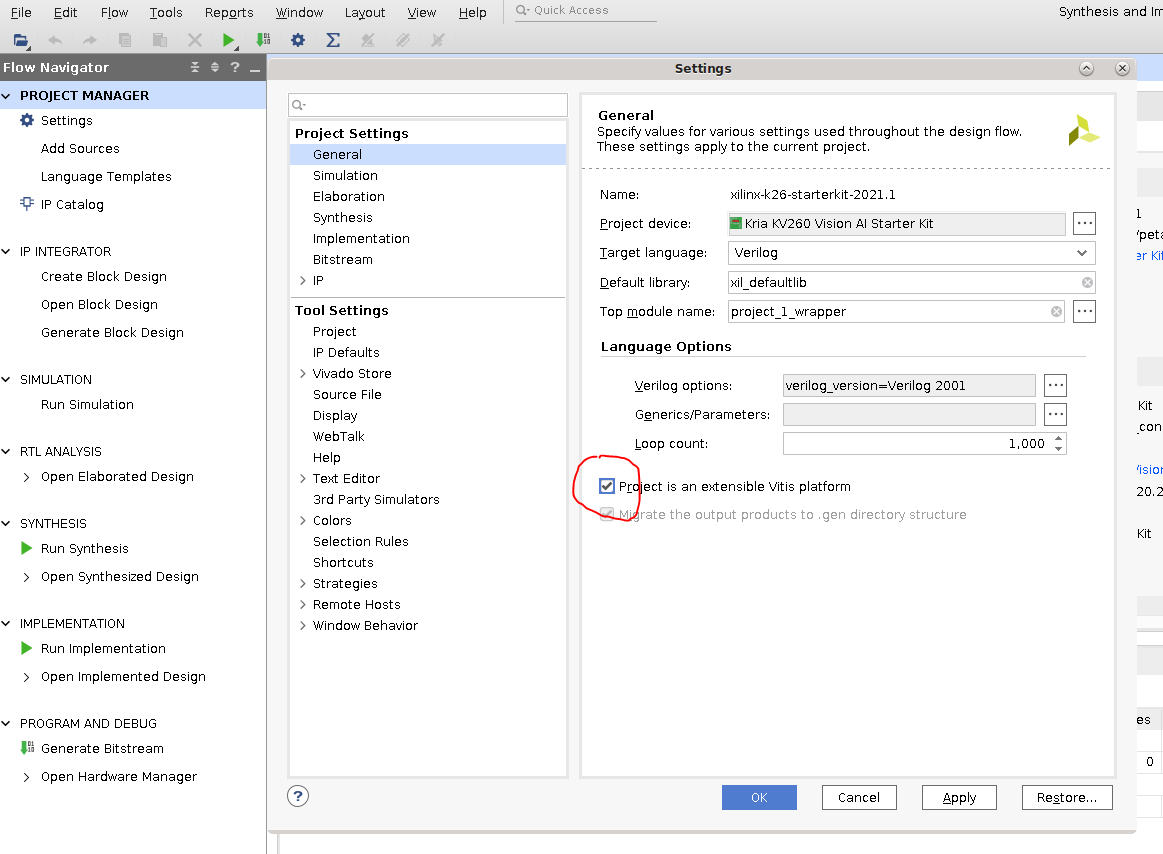 File Edit Flow Tools Reports Window Layout View Help Quick Access Synthesis and Im
Flow Navigator ?
PROJECT MANAGER
Settings
Add Sources
Language Templates
IP Catalog
IP INTEGRATOR
Create Block Design
Open Block Design
Generate Block Design
SIMULATION
Run Simulation
RTL ANALYSIS
Open Elaborated Design
SYNTHESIS
Run Synthesis
Open Synthesized Design
IMPLEMENTATION
Run Implementation
Open Implemented Design
PROGRAM AND DEBUG
Generate Bitstream
Open Hardware Manager
Settings
Project Settings
General
Simulation
Elaboration
Synthesis
Implementation
Bitstream
IP
Tool Settings
Project
IP Defaults
Vivado Store
Source File
Display
WebTalk
Help
Text Editor
3rd Party Simulators
Colors
Selection Rules
Shortcuts
Strategies
Remote Hosts
Window Behavior
General
Specify values for various settings used throughout the design flow.
These settings apply to the current project.
Name: xilinx-k26-starterkit-2021.1
Project device: Kria KV260 Vision AI Starter Kit ...
Target language: Verilog
Default library: xil_defaultlib
Top module name: project_1_wrapper ...
Language Options
Verilog options: verilog_version=Verilog 2001 ...
Generics/Parameters: ...
Loop count: 1,000
Project is an extensible Vitis platform
Migrate the output products to .gen directory structure
? OK Cancel Apply Restore...
1
/peta
er Ki
Kit
_con
/ision
20.2
Kit
es
0